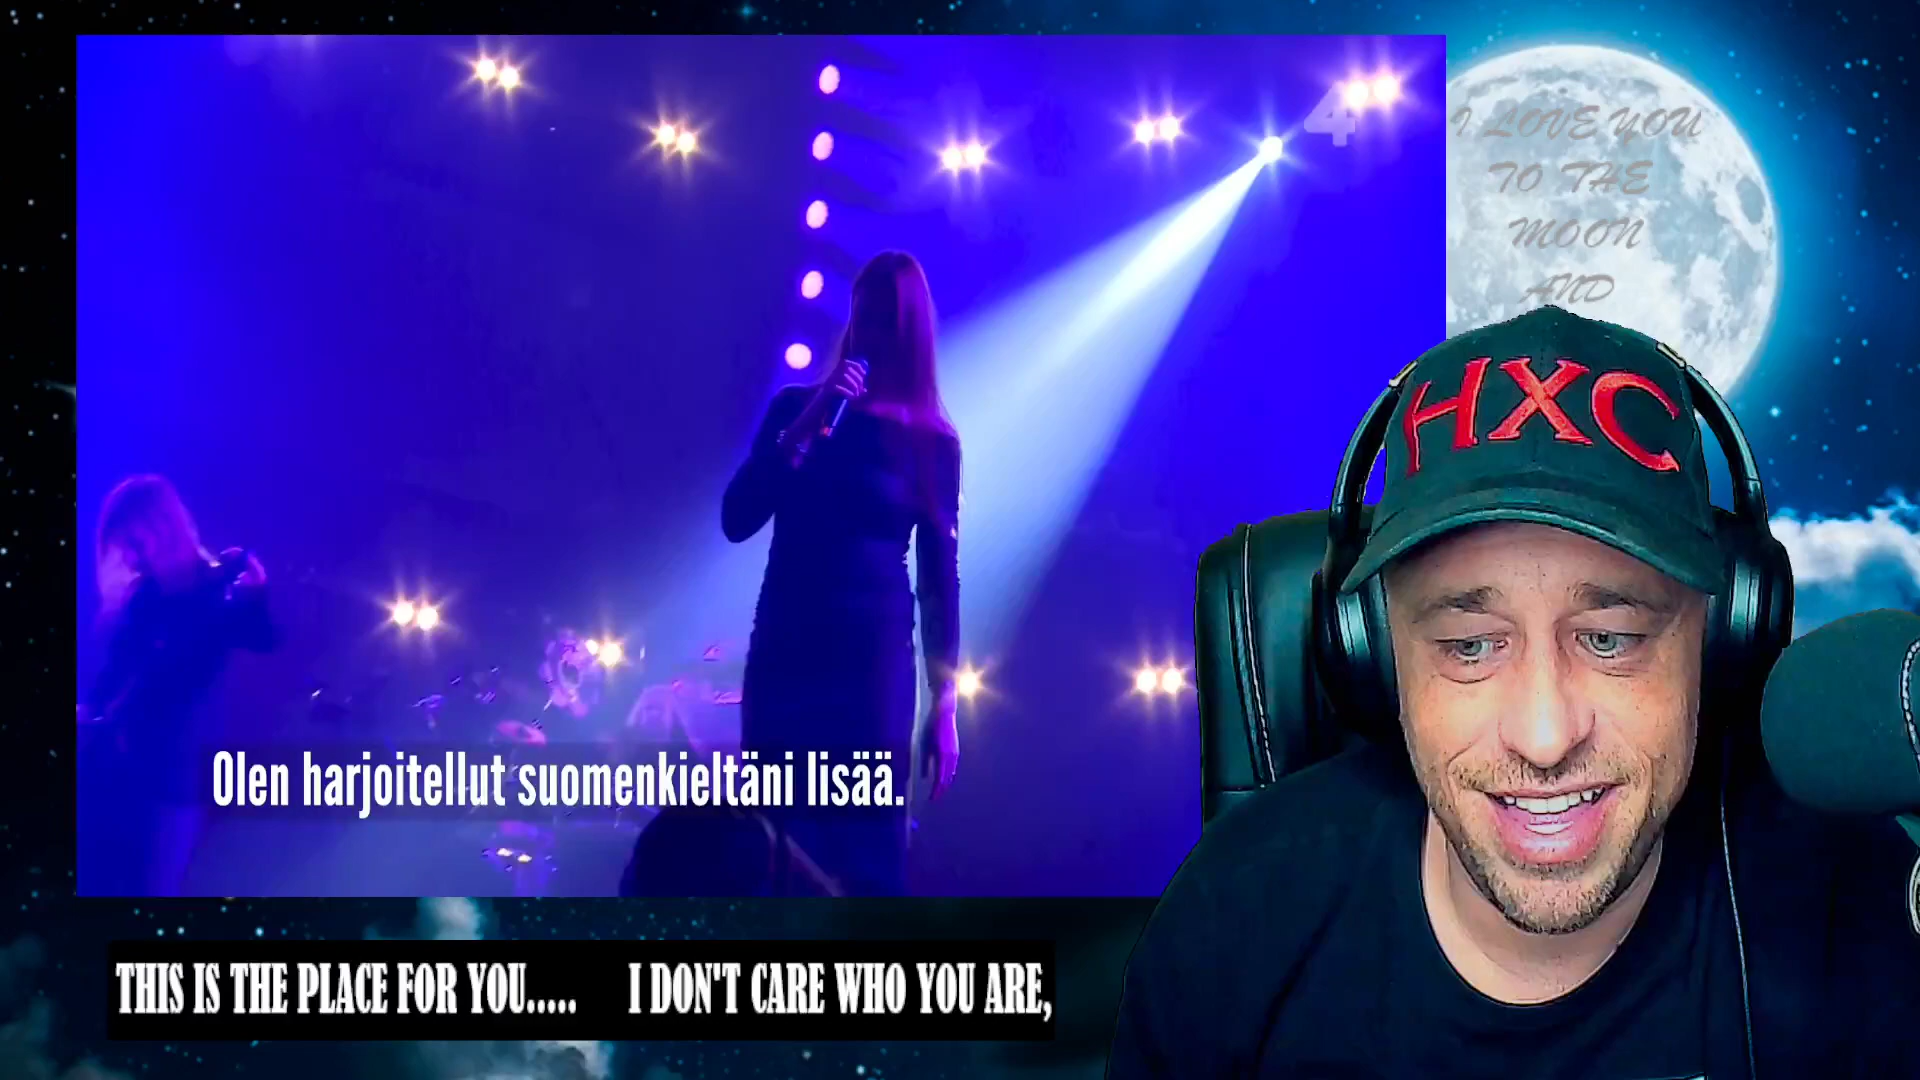 4
I LOVE YOU
TO THE
MOON
AND
HXC
Olen harjoitellut suomenkieltäni lisää.
THIS IS THE PLACE FOR YOU..... I DON'T CARE WHO YOU ARE,